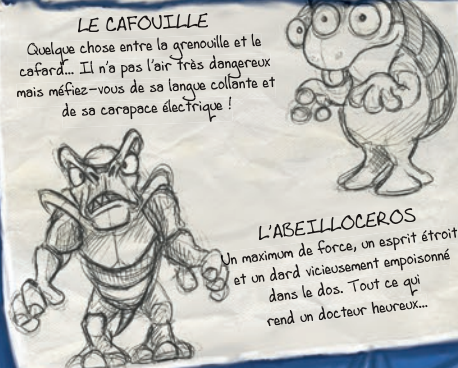 LE CAFOUILLE
Quelque chose entre la grenouille et le
cafard... Il n'a pas l'air très dangereux
mais méfiez-vous de sa langue collante et
de sa carapace électrique !
L'ABEILLOCEROS
Un maximum de force, un esprit étroit
et un dard vicieusement empoisonné
dans le dos. Tout ce qui
rend un docteur heureux...